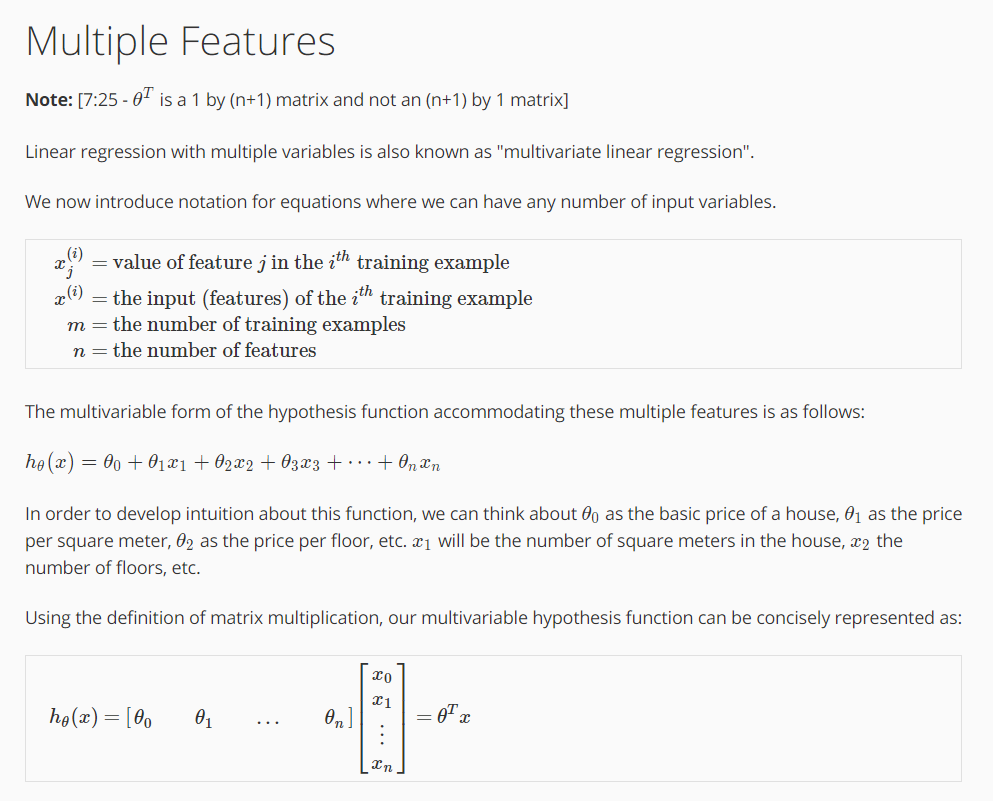 Multiple Features
Note: [7:25 - θ^T is a 1 by (n+1) matrix and not an (n+1) by 1 matrix]
Linear regression with multiple variables is also known as "multivariate linear regression".
We now introduce notation for equations where we can have any number of input variables.
x_j^(i) = value of feature j in the i^th training example
x^(i) = the input (features) of the i^th training example
m = the number of training examples
n = the number of features
The multivariable form of the hypothesis function accommodating these multiple features is as follows:
h_θ(x) = θ_0 + θ_1x_1 + θ_2x_2 + θ_3x_3 + ⋯ + θ_nx_n
In order to develop intuition about this function, we can think about θ_0 as the basic price of a house, θ_1 as the price
per square meter, θ_2 as the price per floor, etc. x_1 will be the number of square meters in the house, x_2 the
number of floors, etc.
Using the definition of matrix multiplication, our multivariable hypothesis function can be concisely represented as:
h_θ(x) = [θ_0 θ_1 … θ_n] [x_0 x_1 ⋮ x_n] = θ^T x